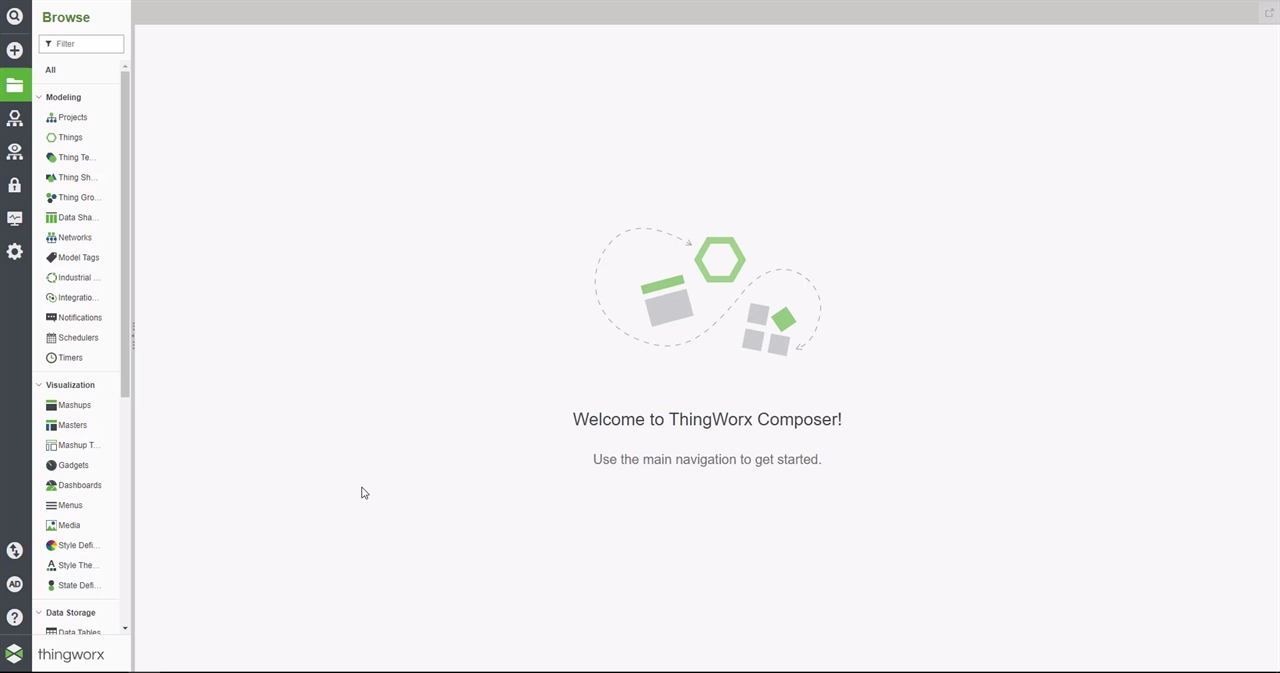 Browse
Filter
All
Modeling
Projects
Things
Thing Te...
Thing Sh...
Thing Gro...
Data Sha...
Networks
Model Tags
Industrial ...
Integratio...
Notifications
Schedulers
Timers
Visualization
Mashups
Masters
Mashup T...
Gadgets
Dashboards
Menus
Media
Style Defi...
Style The...
State Defi...
Data Storage
Data Tables
AD
?
thingworx
Welcome to ThingWorx Composer!
Use the main navigation to get started.